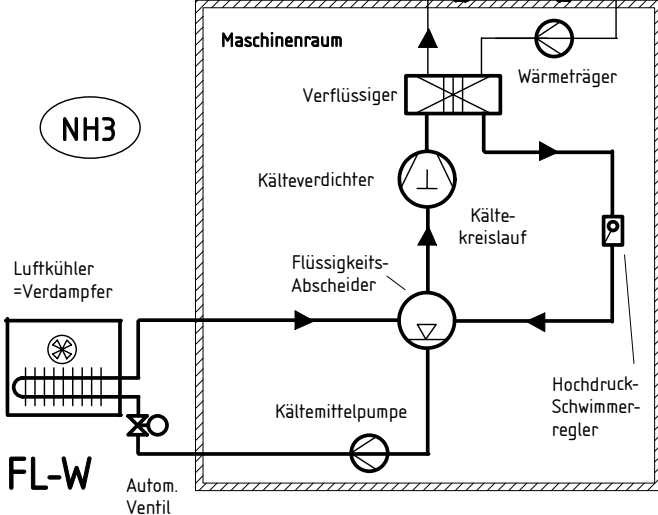 Maschinenraum
Wärmeträger
Verflüssiger
NH3
Kälteverdichter
Kälte-
kreislauf
Flüssigkeits-
Abscheider
Luftkühler
=Verdampfer
Hochdruck-
Schwimmer-
regler
Kältemittelpumpe
FL-W
Autom.
Ventil